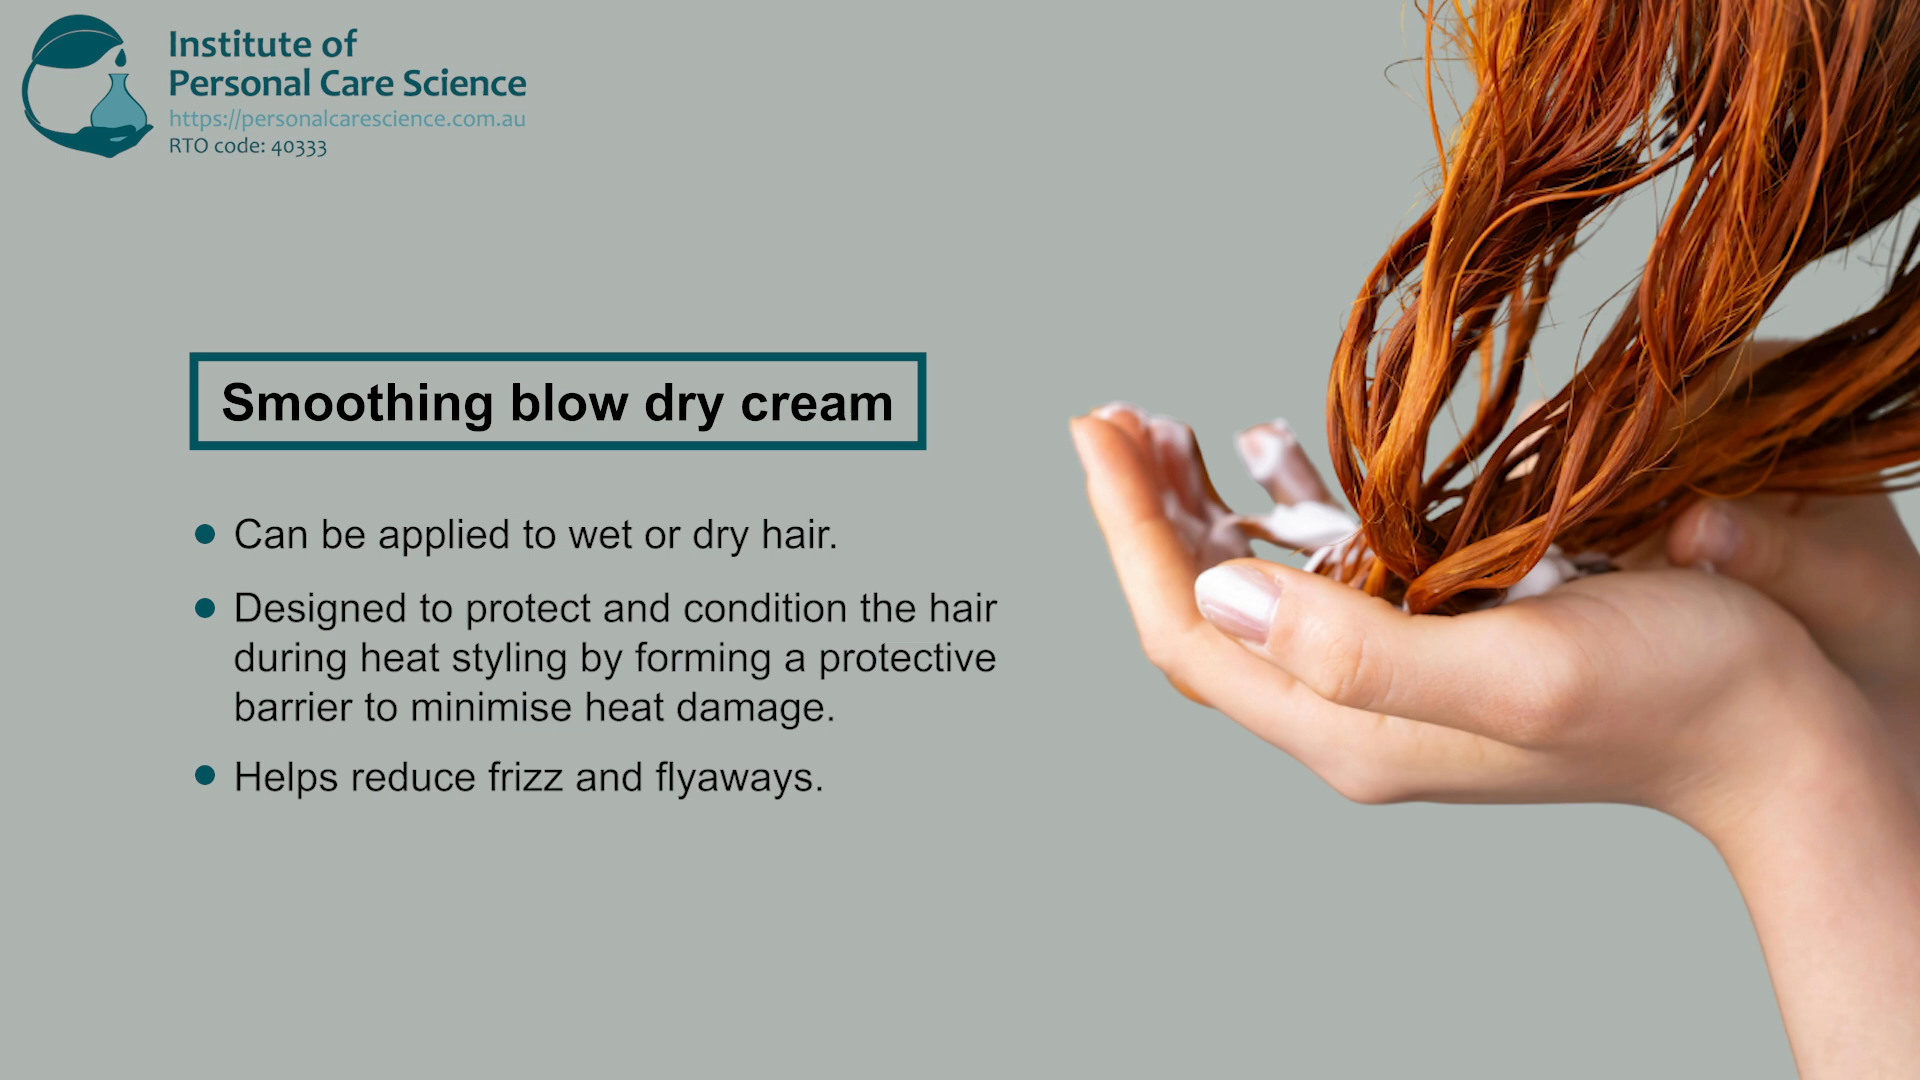 Institute of
Personal Care Science
https://personalcarescience.com.au
RTO code: 40333
Smoothing blow dry cream
Can be applied to wet or dry hair.
Designed to protect and condition the hair
during heat styling by forming a protective
barrier to minimise heat damage.
Helps reduce frizz and flyaways.